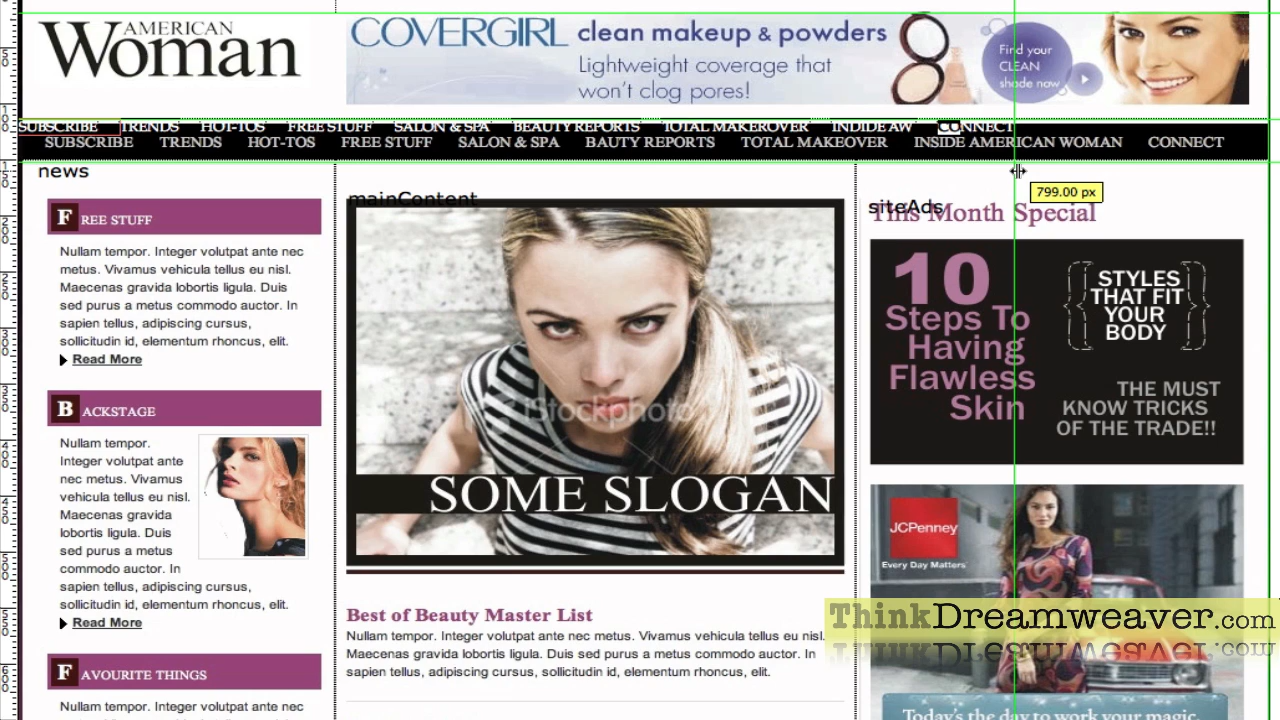 AMERICAN
Woman
COVERGIRL clean makeup & powders
Lightweight coverage that
won't clog pores!
Find your
CLEAN
shade now
SUBSCRIBE TRENDS HOT-TOS FREE STUFF SALON & SPA BEAUTY REPORTS TOTAL MAKEROVER INDIDE AW CONNECT
SUBSCRIBE TRENDS HOT-TOS FREE STUFF SALON & SPA BAUTY REPORTS TOTAL MAKEOVER INSIDE AMERICAN WOMAN CONNECT
news
FREE STUFF
Nullam tempor. Integer volutpat ante nec
metus. Vivamus vehicula tellus eu nisl.
Maecenas gravida lobortis ligula. Duis
sed purus a metus commodo auctor. In
sapien tellus, adipiscing cursus,
sollicitudin id, elementum rhoncus, elit.
Read More
BACKSTAGE
Nullam tempor.
Integer volutpat ante
nec metus. Vivamus
vehicula tellus eu nisl.
Maecenas gravida
lobortis ligula. Duis
sed purus a metus
commodo auctor. In
sapien tellus, adipiscing cursus,
sollicitudin id, elementum rhoncus, elit.
Read More
FAVOURITE THINGS
Nullam tempor. Integer volutpat ante nec
mainContent
iStockphoto
SOME SLOGAN
Best of Beauty Master List
Nullam tempor. Integer volutpat ante nec metus. Vivamus vehicula tellus eu nisl.
Maecenas gravida lobortis ligula. Duis sed purus a metus commodo auctor. In
sapien tellus, adipiscing cursus, sollicitudin id, elementum rhoncus, elit.
799.00 px
siteAds
This Month Special
10
Steps To
Having
Flawless
Skin
STYLES
THAT FIT
YOUR
BODY
THE MUST
KNOW TRICKS
OF THE TRADE!!
JCPenney
Every Day Matters
ThinkDreamweaver.com
Today's the day to work your magic